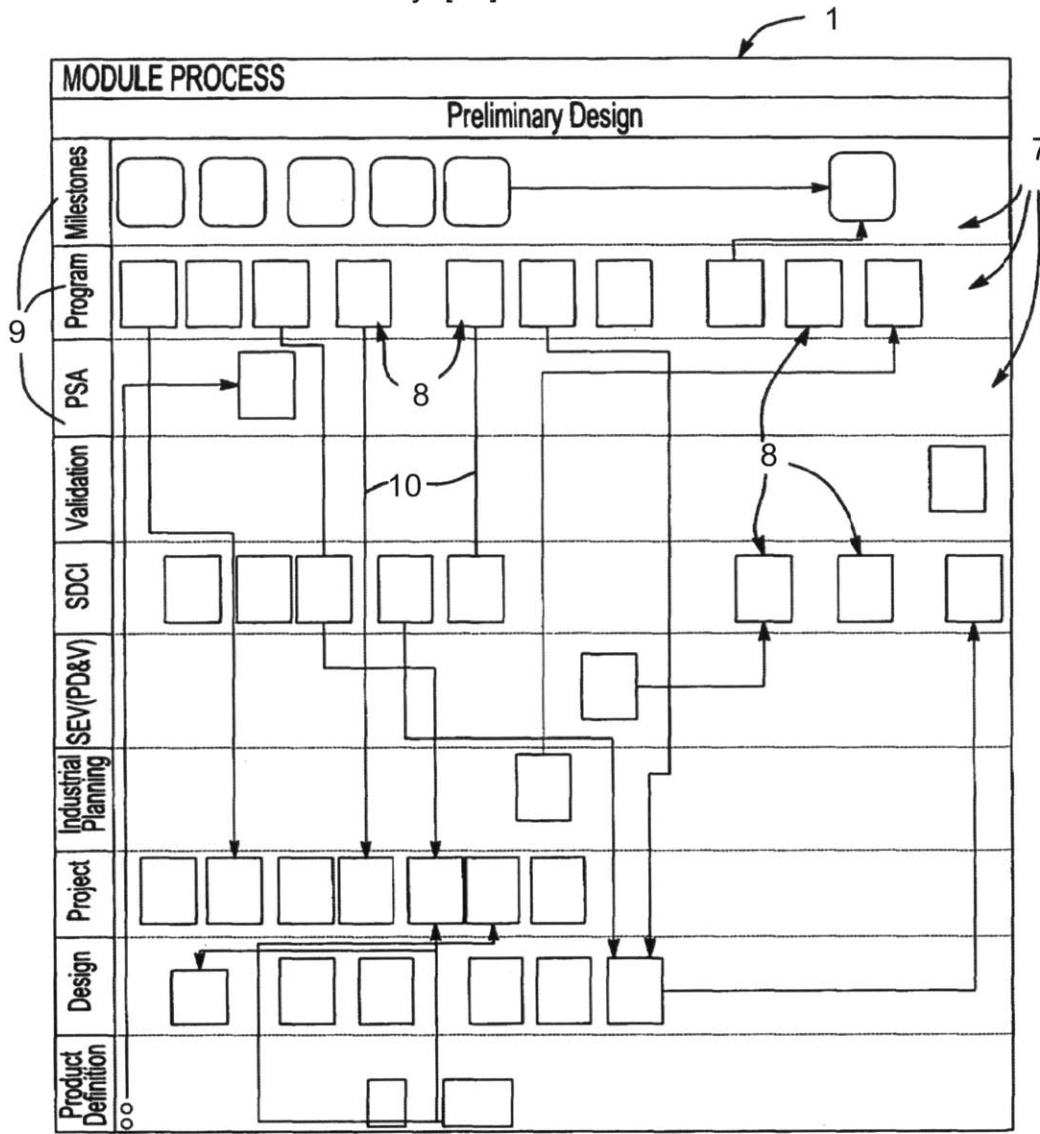 1
MODULE PROCESS
Preliminary Design
7
Milestones
Program
9
8
PSA
8
Validation
10
SDCI
SEV(PD&V)
Industrial
Planning
Project
Design
Product
Definition